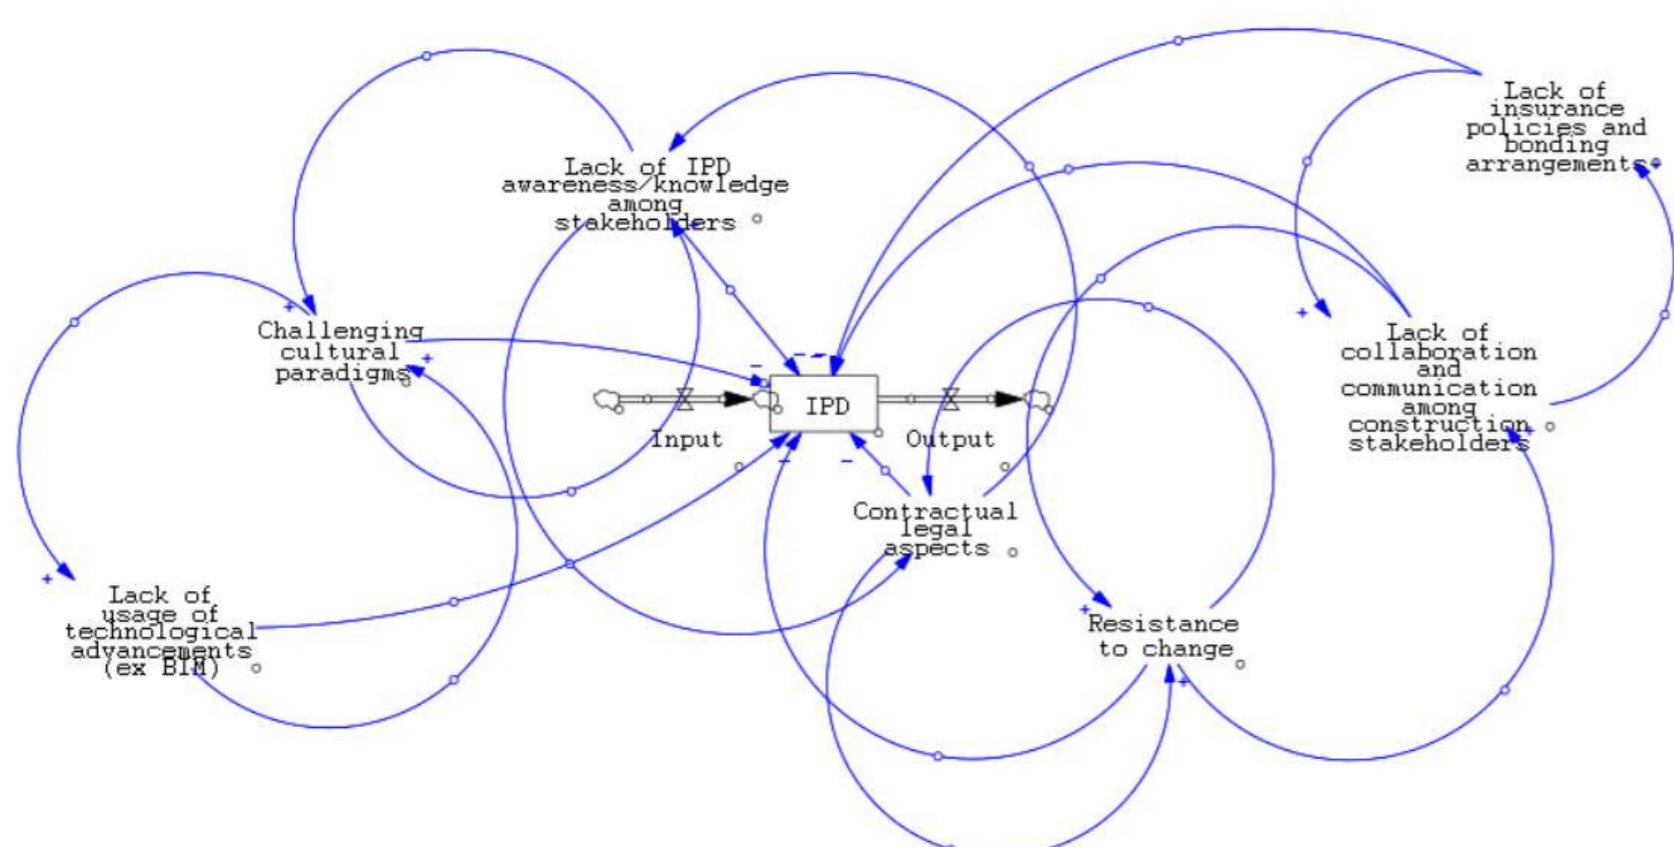 Lack of
insurance
policies and
bonding
arrangements
Lack of IPD
awareness/knowledge
among
stakeholders
Challenging
cultural
paradigms
Lack of
collaboration
and
communication
among
construction
stakeholders
IPD
Input
Output
Contractual
legal
aspects
Lack of
usage of
technological
advancements
(ex BIM)
Resistance
to change